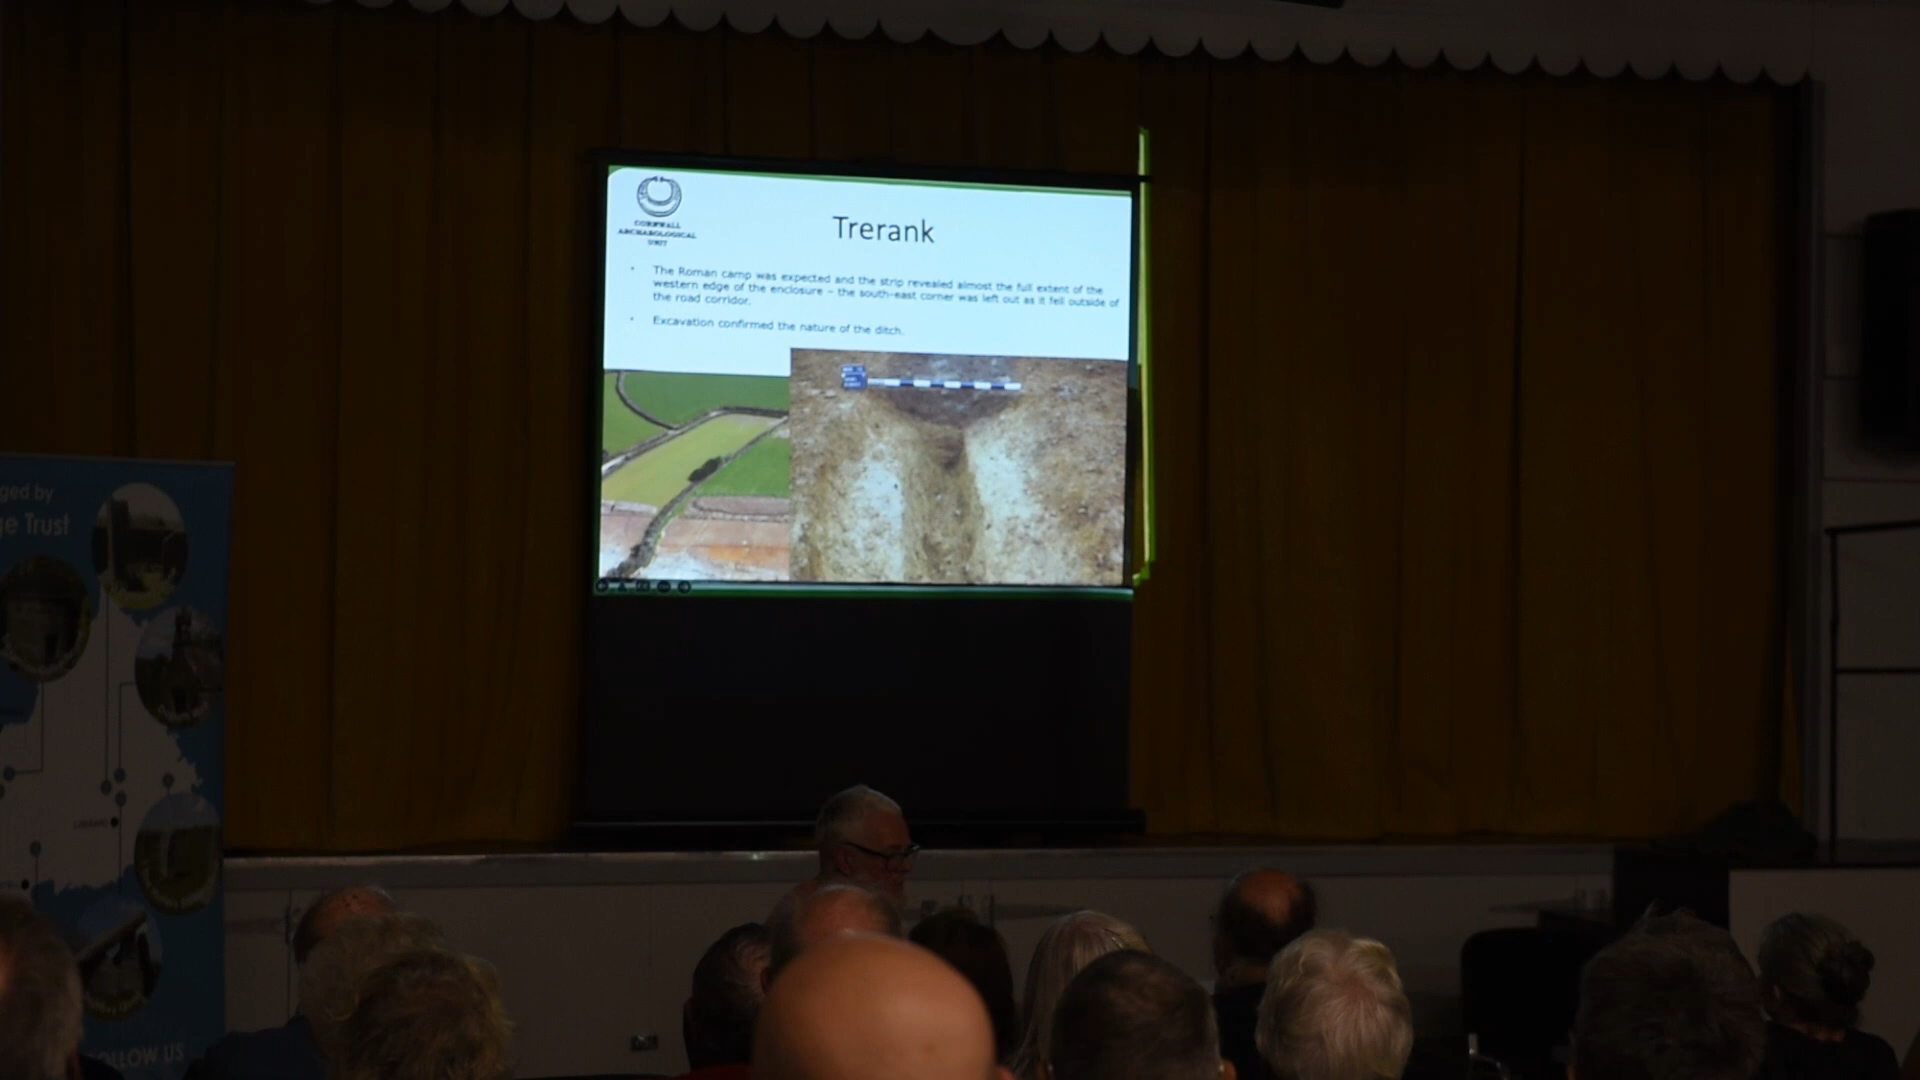 CORNWALL
ARCHAEOLOGICAL
UNIT
Trerank
• The Roman camp was expected and the strip revealed almost the full extent of the
western edge of the enclosure – the south-east corner was left out as it fell outside of
the road corridor.
• Excavation confirmed the nature of the ditch.
ged by
ge Trust
OLLOW US